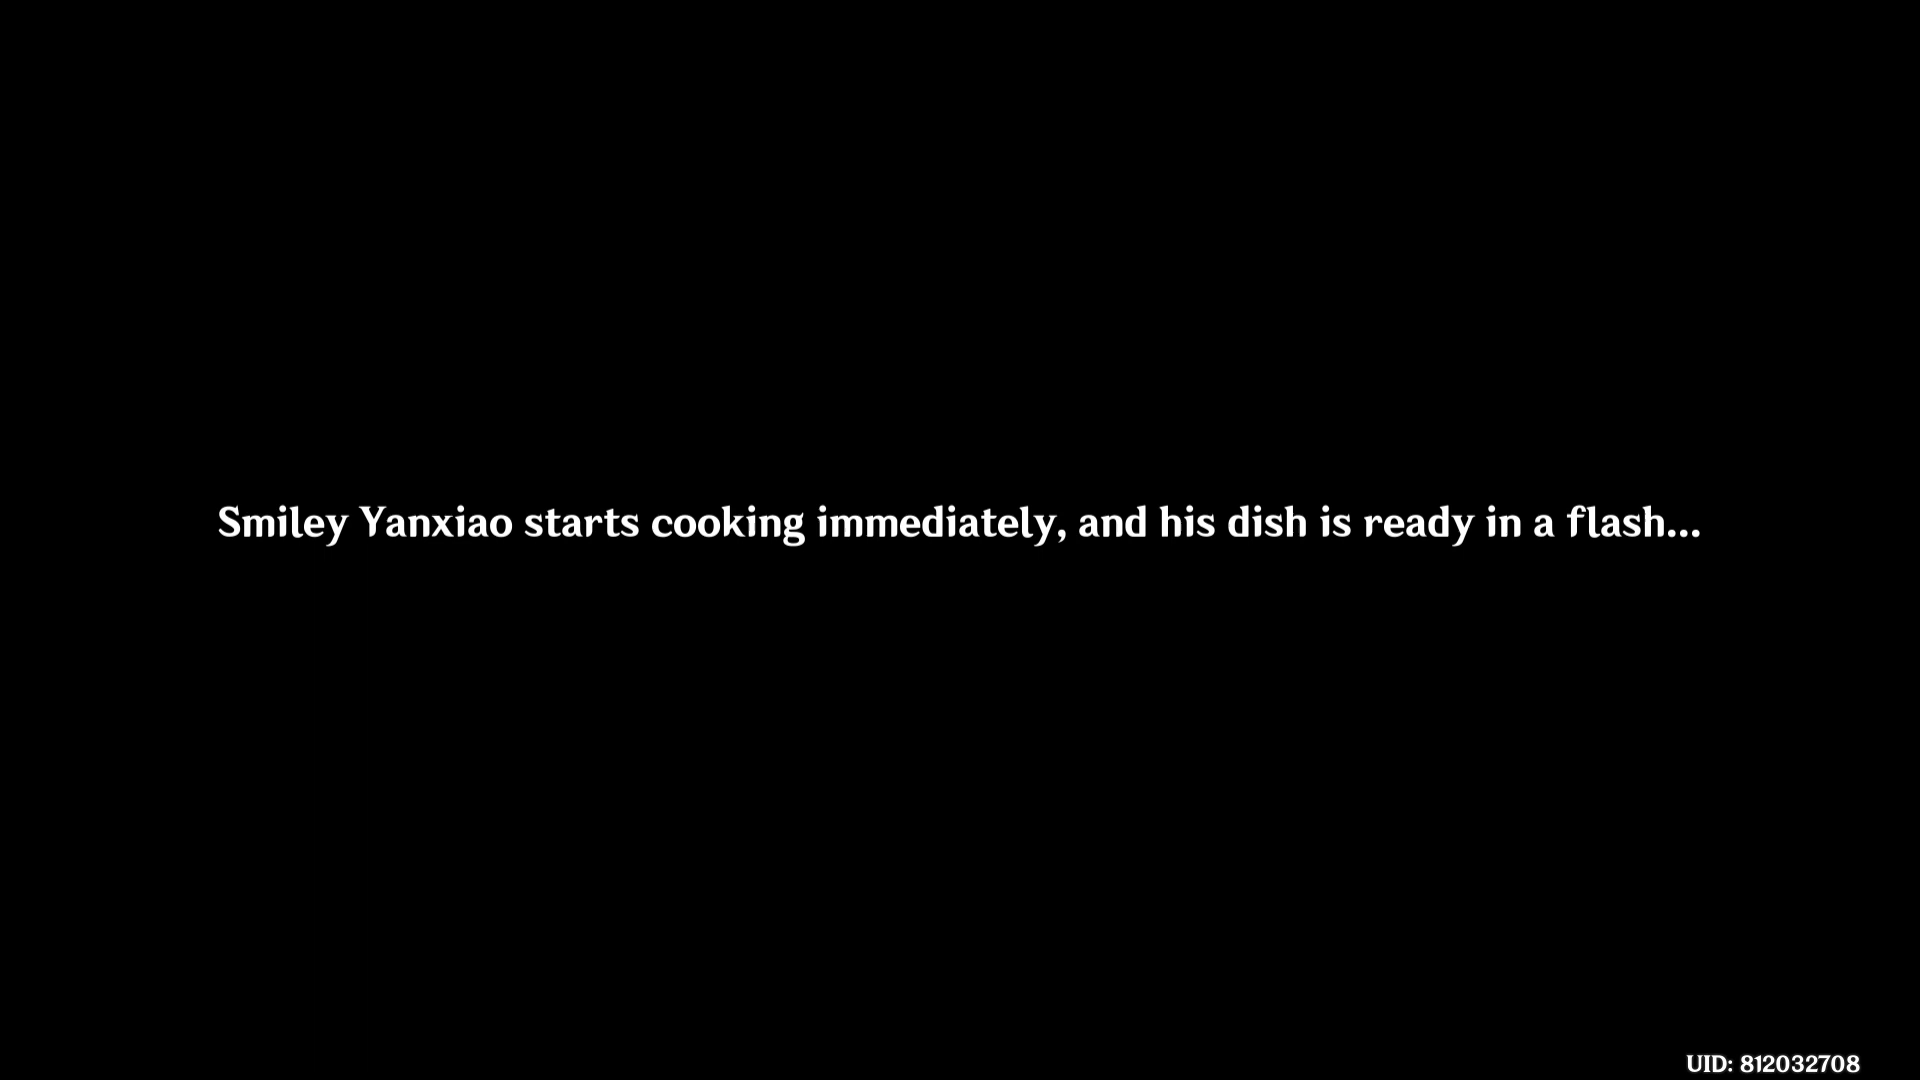 Smiley Yanxiao starts cooking immediately, and his dish is ready in a flash...
UID: 812032708